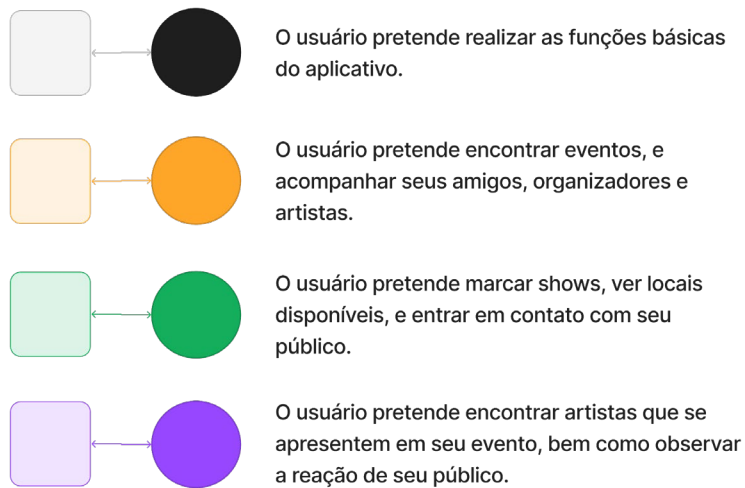 O usuário pretende realizar as funções básicas
do aplicativo.
O usuário pretende encontrar eventos, e
acompanhar seus amigos, organizadores e
artistas.
O usuário pretende marcar shows, ver locais
disponíveis, e entrar em contato com seu
público.
O usuário pretende encontrar artistas que se
apresentem em seu evento, bem como observar
a reação de seu público.